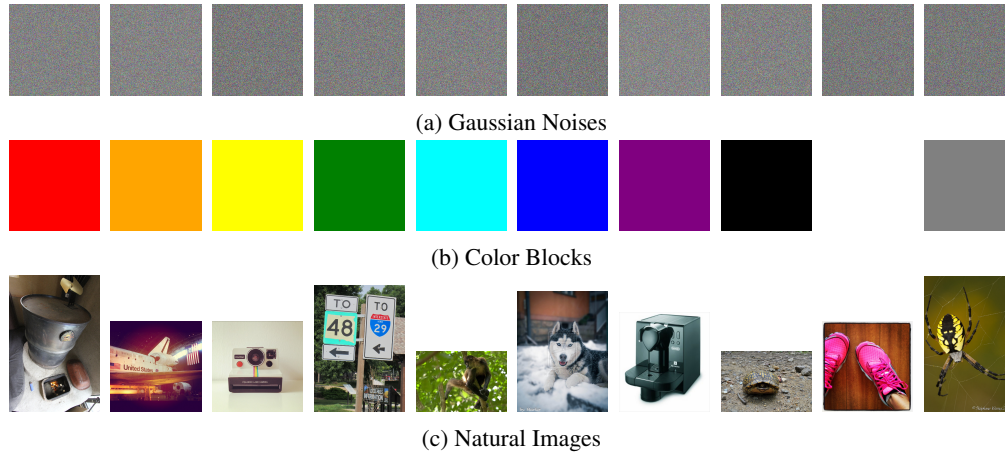 (a) Gaussian Noises
(b) Color Blocks
United States
TO
48
TO
29
(c) Natural Images